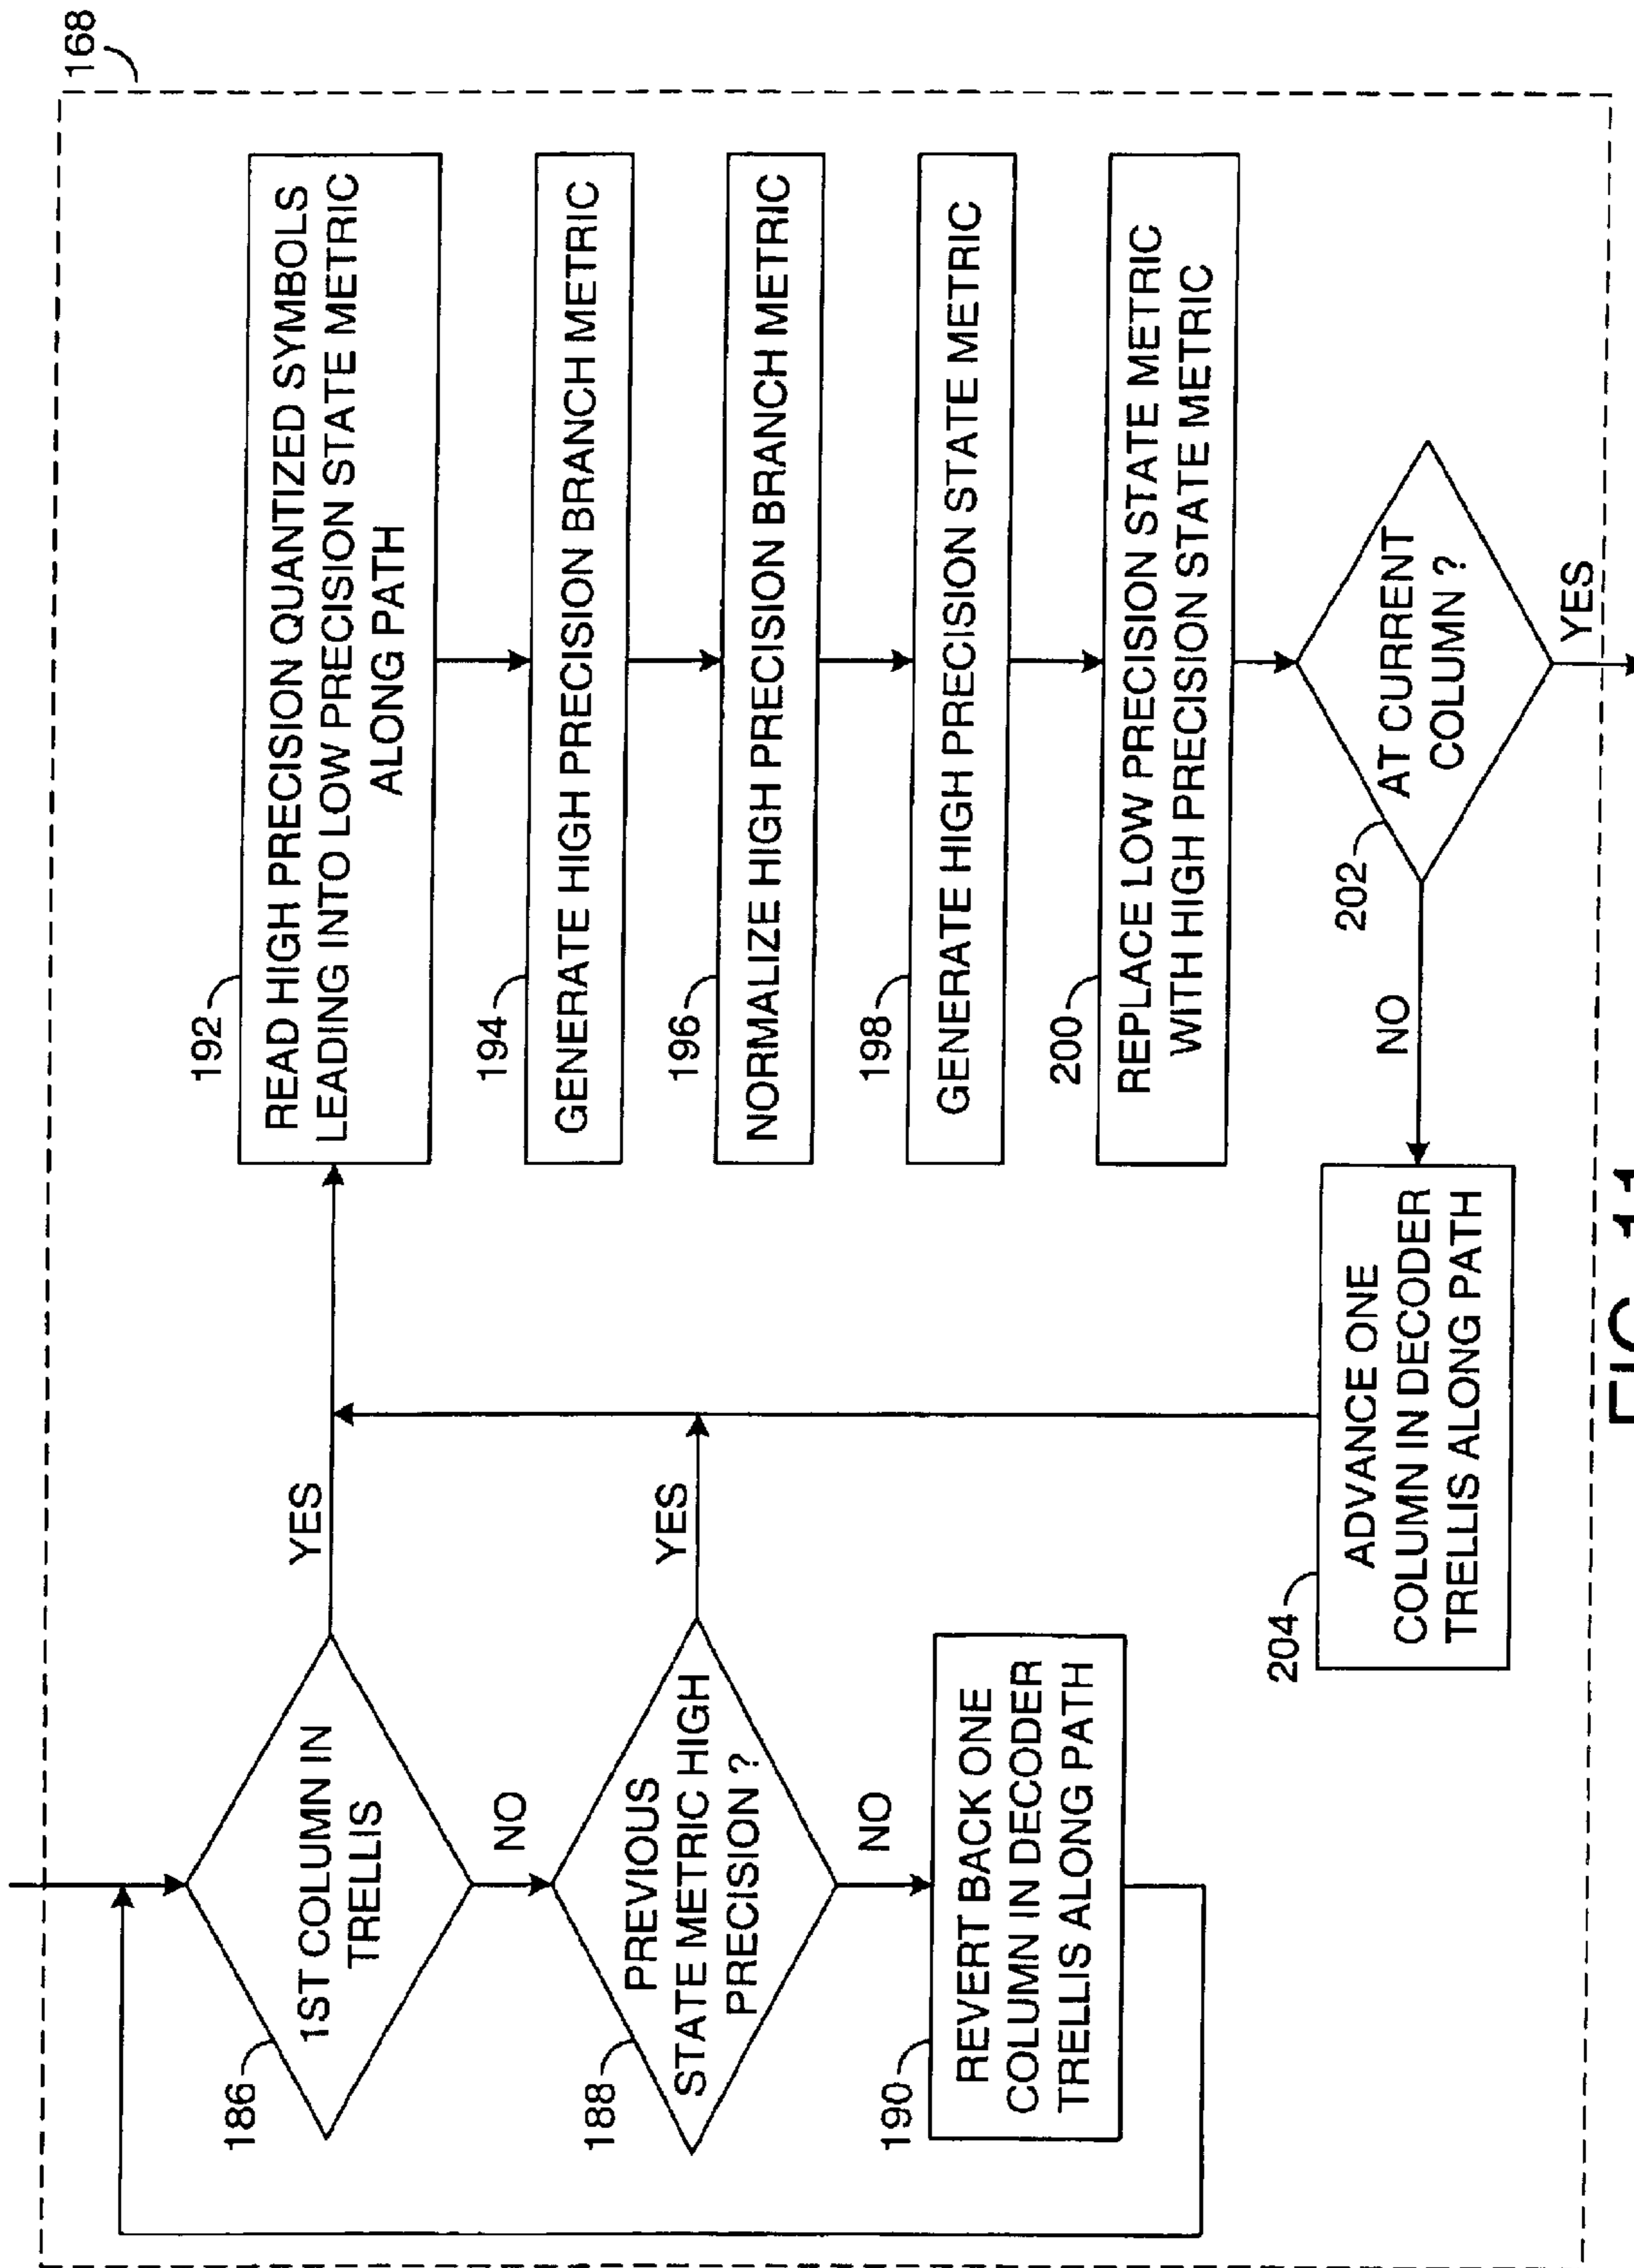 168
186
1ST COLUMN IN
TRELLIS
YES
NO
188
PREVIOUS
STATE METRIC HIGH
PRECISION ?
YES
NO
190
REVERT BACK ONE
COLUMN IN DECODER
TRELLIS ALONG PATH
192
READ HIGH PRECISION QUANTIZED SYMBOLS
LEADING INTO LOW PRECISION STATE METRIC
ALONG PATH
194
GENERATE HIGH PRECISION BRANCH METRIC
196
NORMALIZE HIGH PRECISION BRANCH METRIC
198
GENERATE HIGH PRECISION STATE METRIC
200
REPLACE LOW PRECISION STATE METRIC
WITH HIGH PRECISION STATE METRIC
202
AT CURRENT
COLUMN ?
NO
YES
204
ADVANCE ONE
COLUMN IN DECODER
TRELLIS ALONG PATH